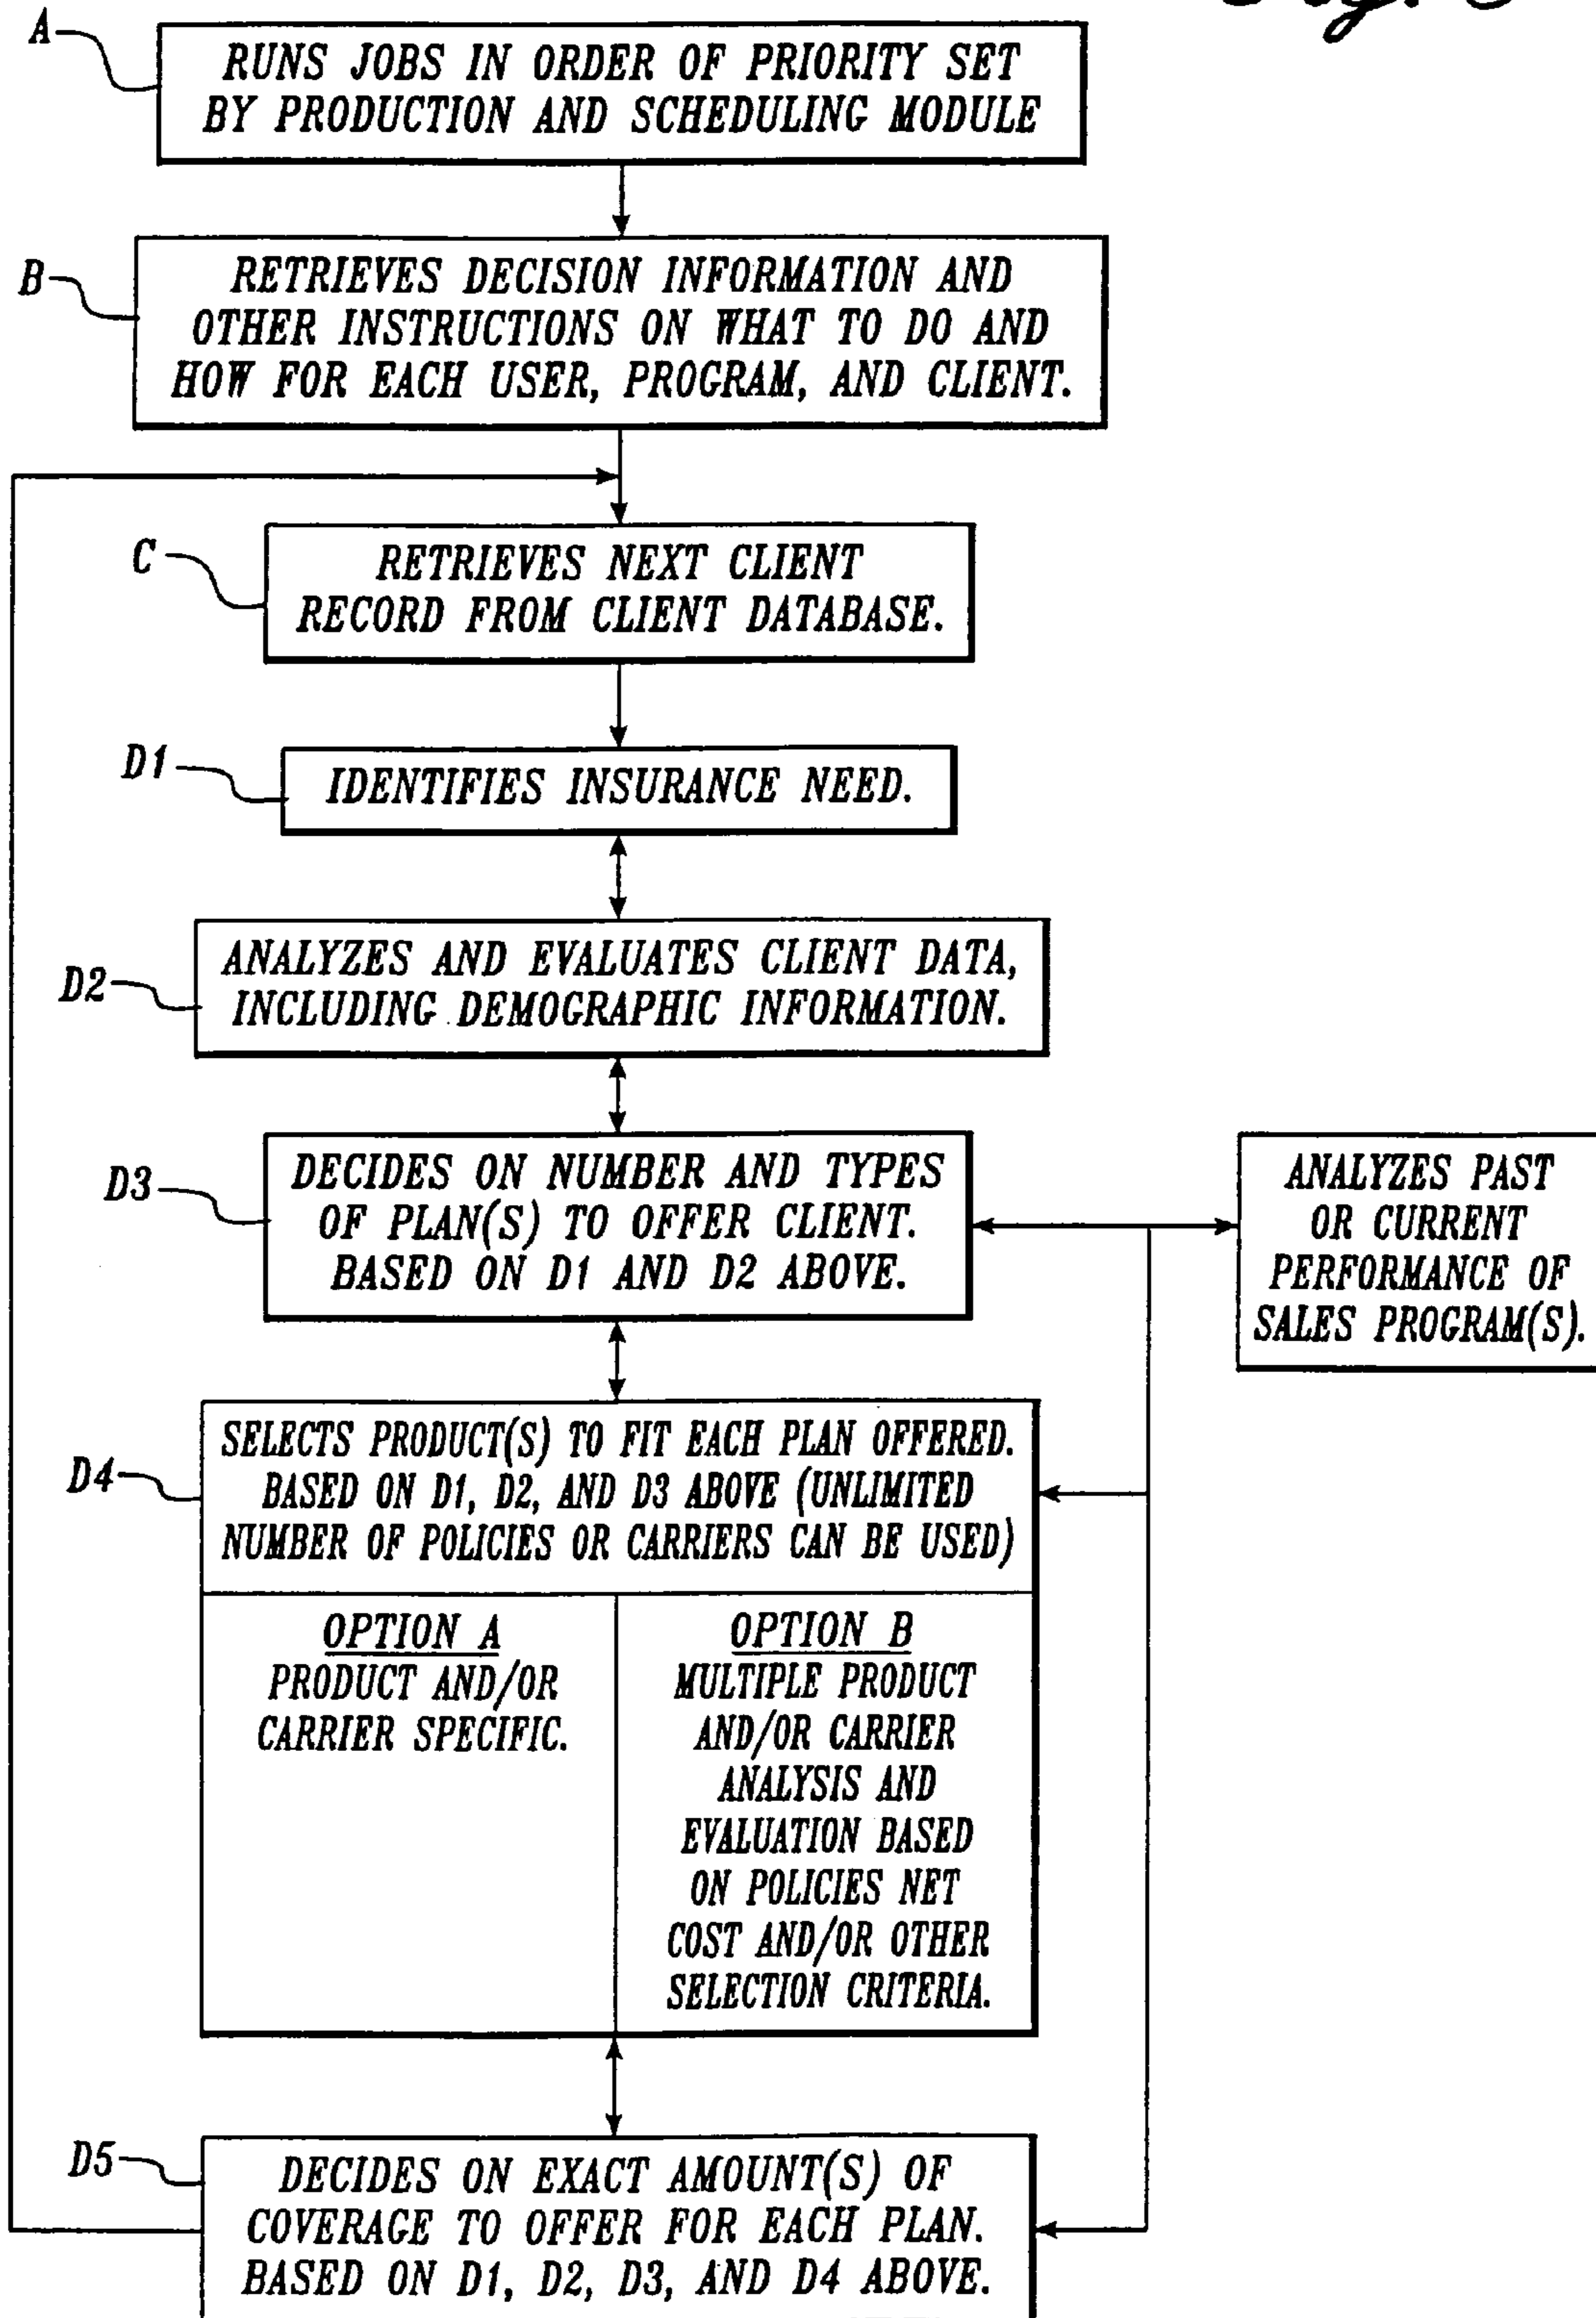 A
RUNS JOBS IN ORDER OF PRIORITY SET
BY PRODUCTION AND SCHEDULING MODULE
B
RETRIEVES DECISION INFORMATION AND
OTHER INSTRUCTIONS ON WHAT TO DO AND
HOW FOR EACH USER, PROGRAM, AND CLIENT.
C
RETRIEVES NEXT CLIENT
RECORD FROM CLIENT DATABASE.
D1
IDENTIFIES INSURANCE NEED.
D2
ANALYZES AND EVALUATES CLIENT DATA,
INCLUDING DEMOGRAPHIC INFORMATION.
D3
DECIDES ON NUMBER AND TYPES
OF PLAN(S) TO OFFER CLIENT.
BASED ON D1 AND D2 ABOVE.
ANALYZES PAST
OR CURRENT
PERFORMANCE OF
SALES PROGRAM(S).
D4
SELECTS PRODUCT(S) TO FIT EACH PLAN OFFERED.
BASED ON D1, D2, AND D3 ABOVE (UNLIMITED
NUMBER OF POLICIES OR CARRIERS CAN BE USED)
OPTION A
PRODUCT AND/OR
CARRIER SPECIFIC.
OPTION B
MULTIPLE PRODUCT
AND/OR CARRIER
ANALYSIS AND
EVALUATION BASED
ON POLICIES NET
COST AND/OR OTHER
SELECTION CRITERIA.
D5
DECIDES ON EXACT AMOUNT(S) OF
COVERAGE TO OFFER FOR EACH PLAN.
BASED ON D1, D2, D3, AND D4 ABOVE.